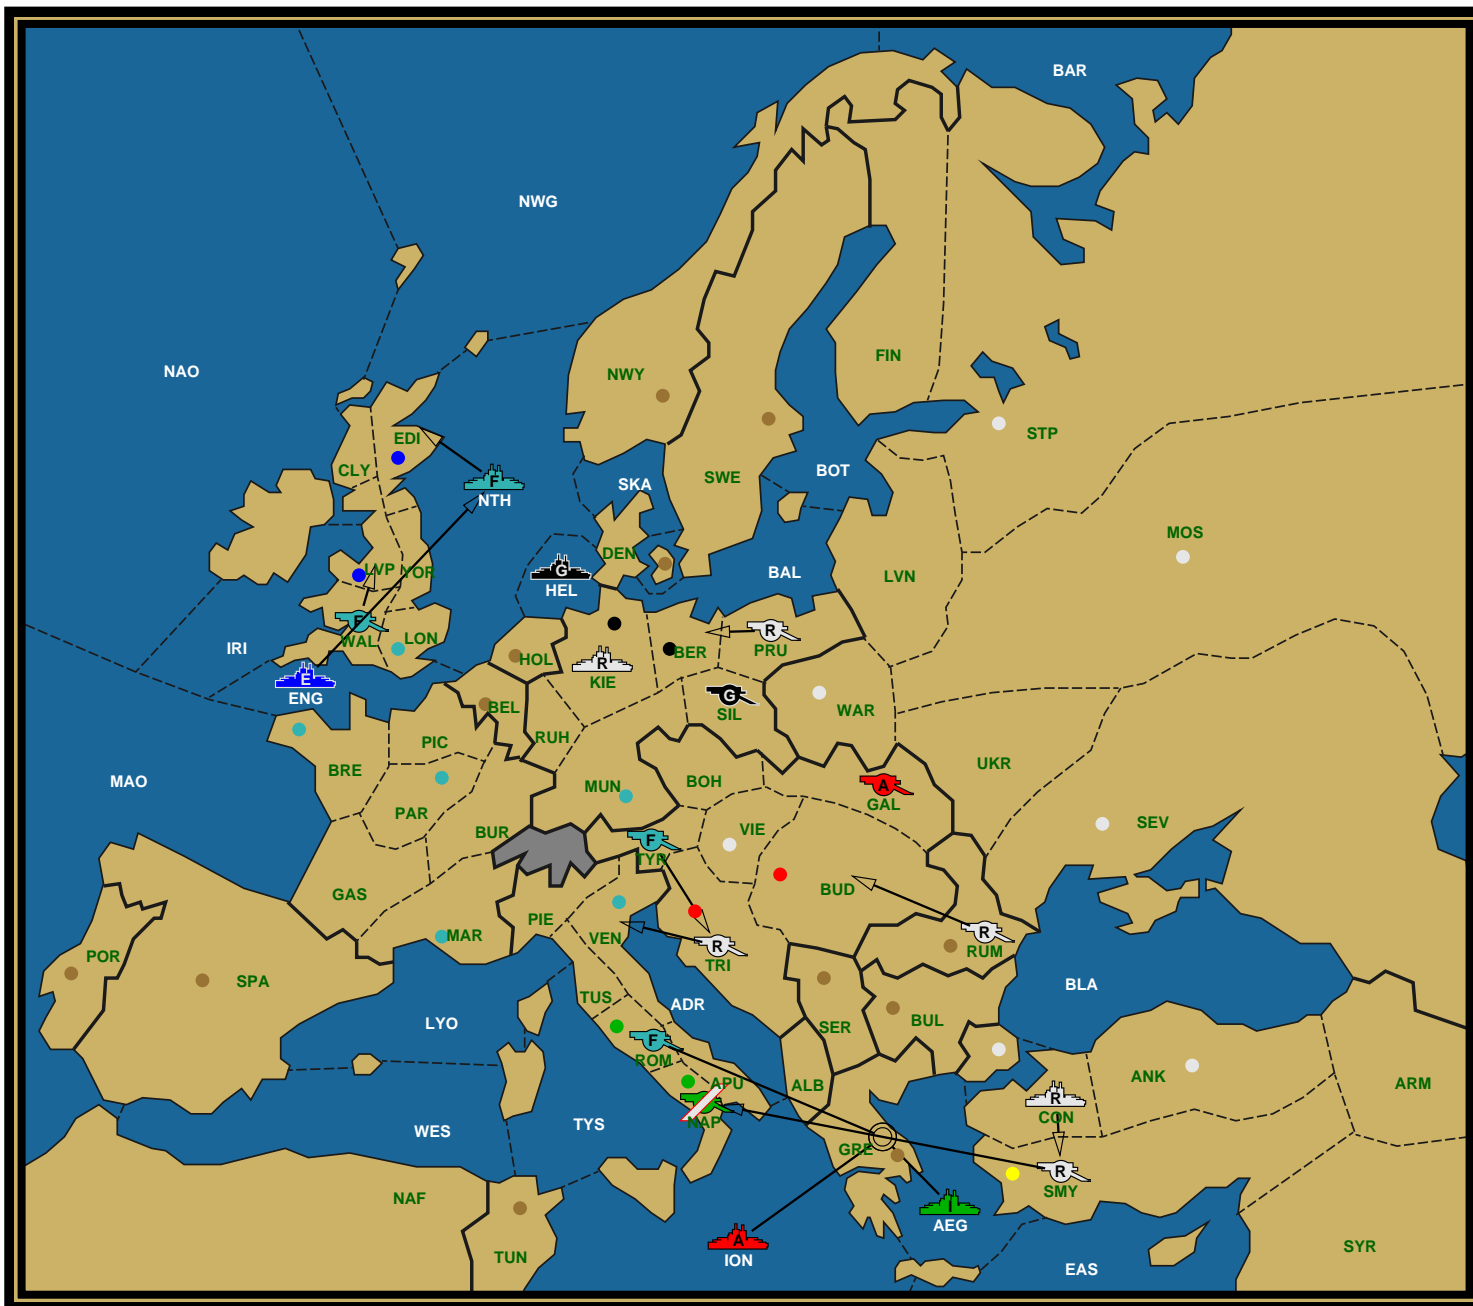 BAR
NWG
NAO
FIN
NWY
EDI
STP
CLY
SKA
BOT
SWE
F
NTH
MOS
DEN
G
HEL
BAL
LVP
YOR
LVN
F
WAL
LON
IRI
R
PRU
BER
HOL
R
KIE
E
ENG
G
SIL
WAR
BEL
RUH
PIC
UKR
BRE
MAO
MUN
BOH
A
GAL
PAR
SEV
BUR
VIE
F
TYR
BUD
GAS
PIE
VEN
MAR
R
TRI
R
RUM
POR
SPA
BLA
TUS
ADR
LYO
SER
BUL
F
ROM
ANK
APU
ALB
ARM
R
CON
NAP
TYS
WES
GRE
R
SMY
NAF
I
AEG
A
ION
SYR
TUN
EAS